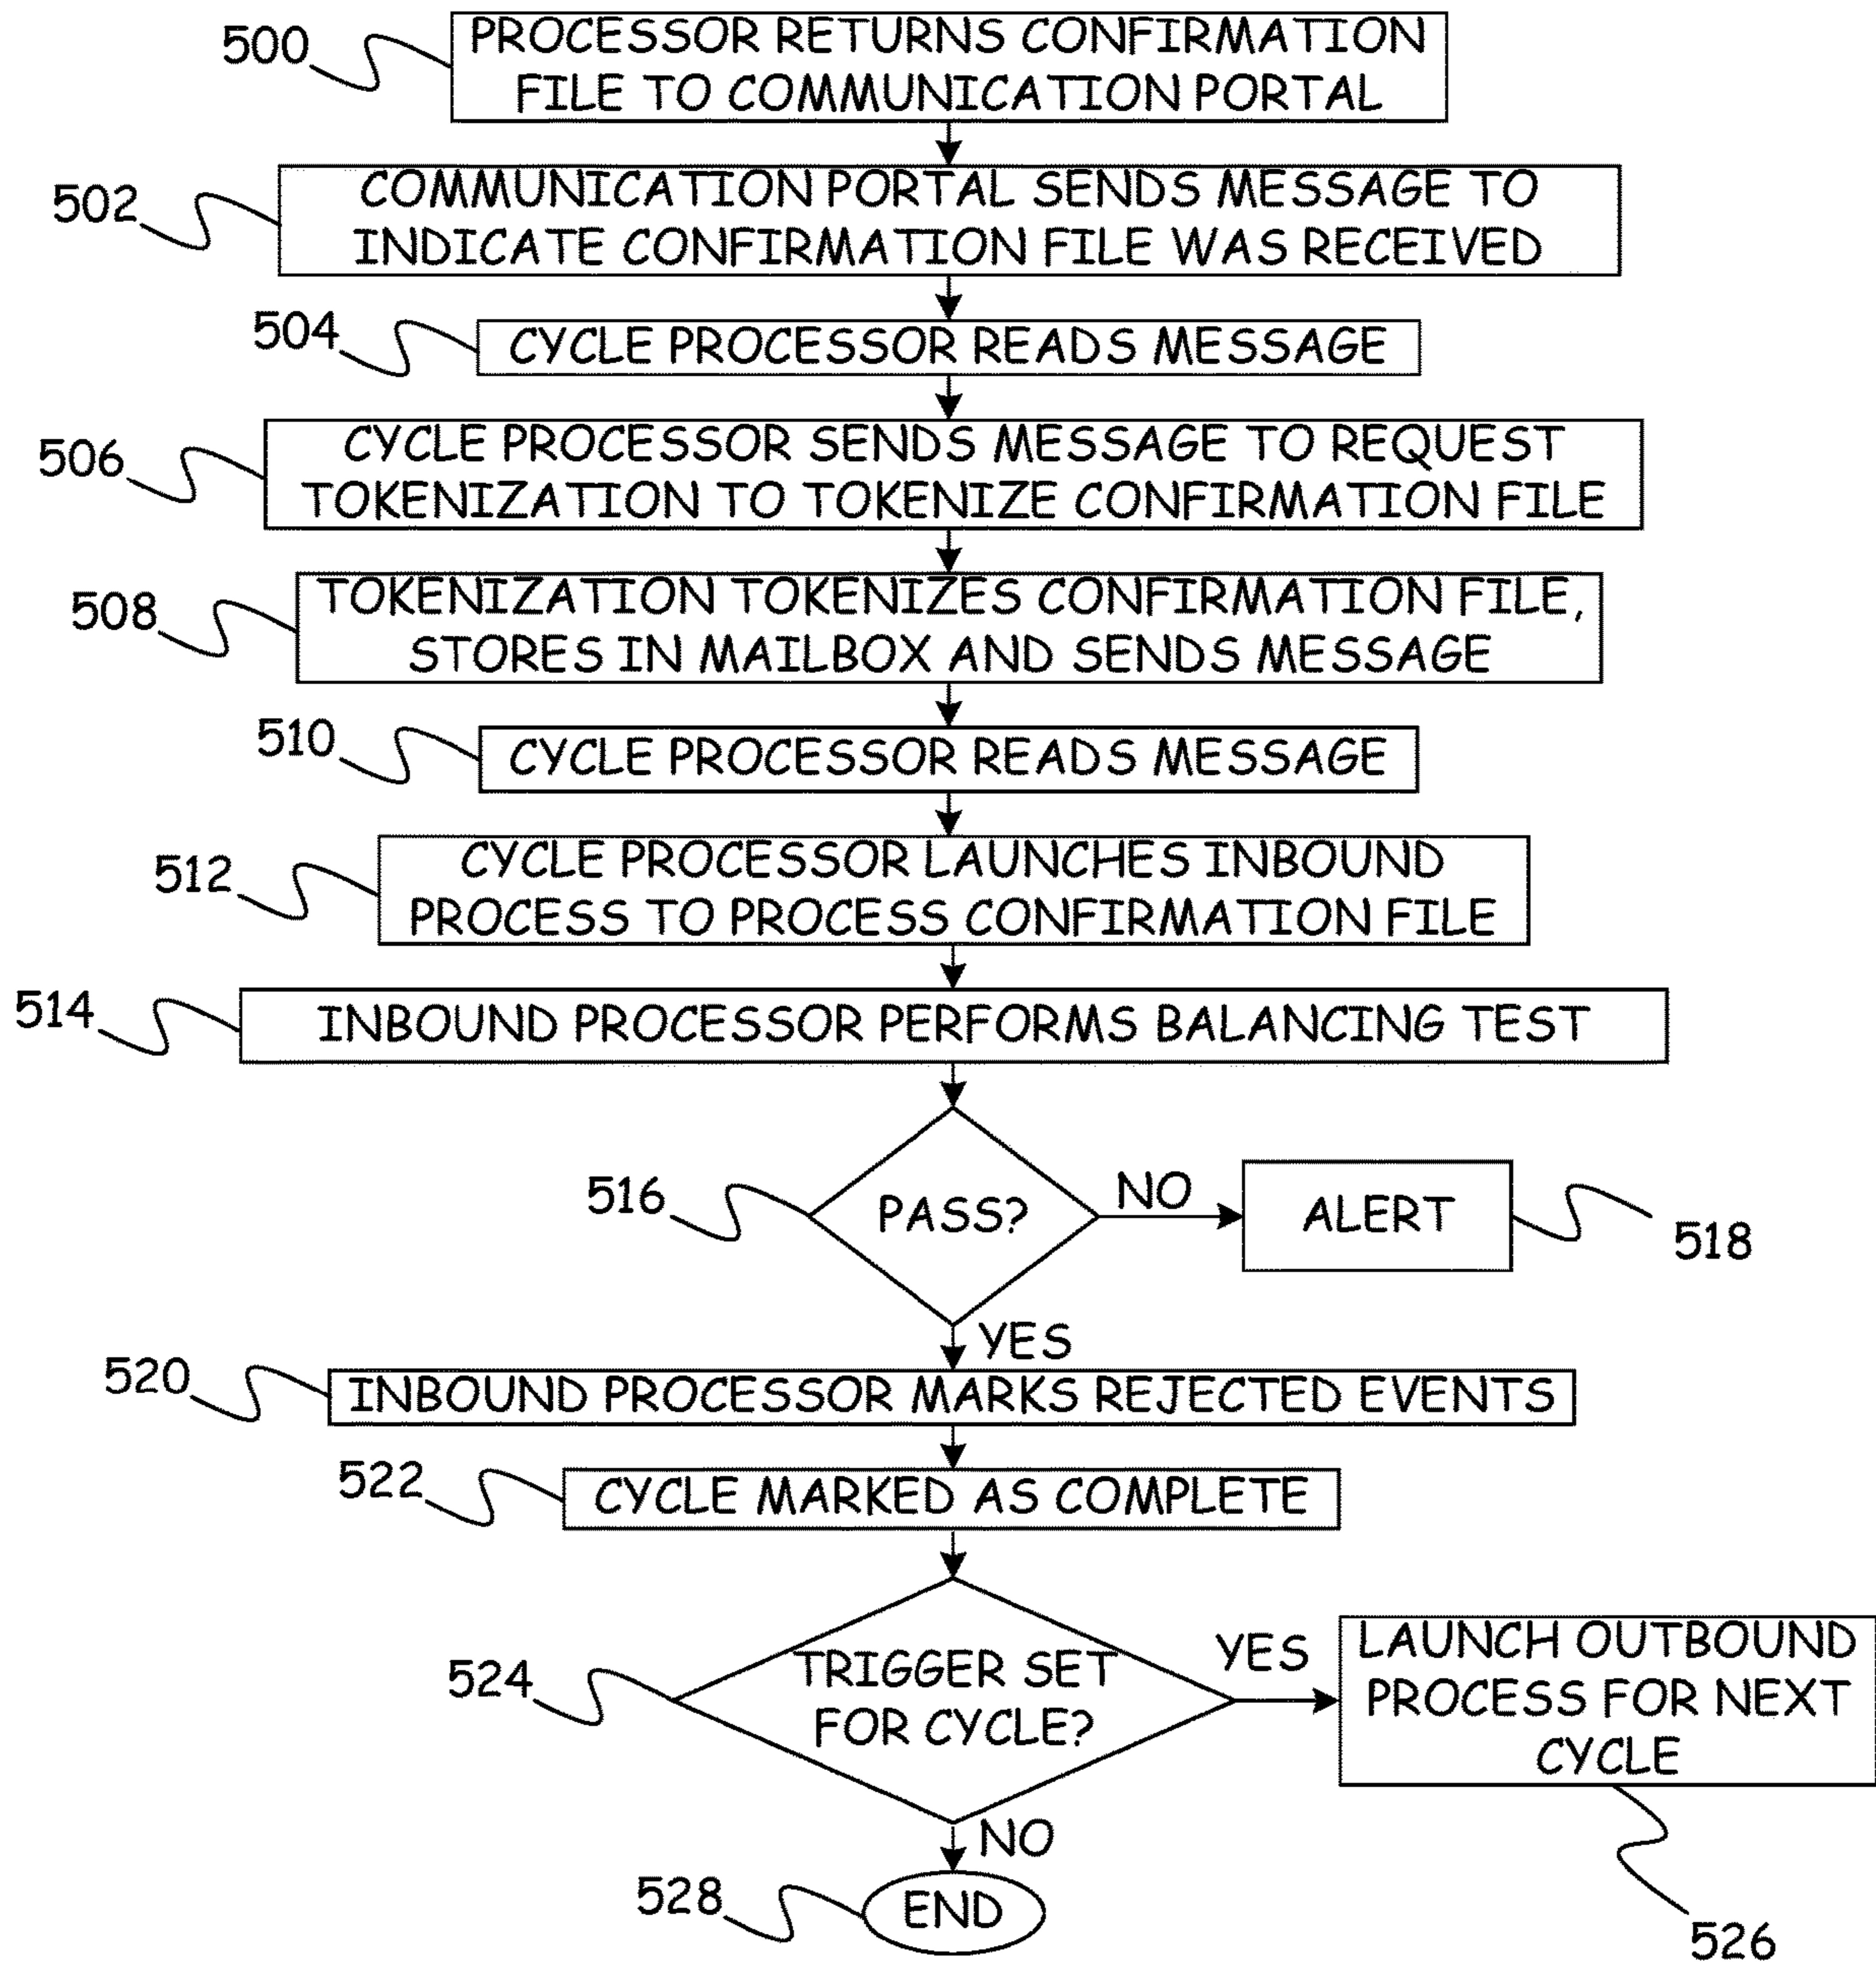 500
PROCESSOR RETURNS CONFIRMATION
FILE TO COMMUNICATION PORTAL
502
COMMUNICATION PORTAL SENDS MESSAGE TO
INDICATE CONFIRMATION FILE WAS RECEIVED
504
CYCLE PROCESSOR READS MESSAGE
506
CYCLE PROCESSOR SENDS MESSAGE TO REQUEST
TOKENIZATION TO TOKENIZE CONFIRMATION FILE
508
TOKENIZATION TOKENIZES CONFIRMATION FILE,
STORES IN MAILBOX AND SENDS MESSAGE
510
CYCLE PROCESSOR READS MESSAGE
512
CYCLE PROCESSOR LAUNCHES INBOUND
PROCESS TO PROCESS CONFIRMATION FILE
514
INBOUND PROCESSOR PERFORMS BALANCING TEST
516
PASS?
NO
ALERT
518
YES
520
INBOUND PROCESSOR MARKS REJECTED EVENTS
522
CYCLE MARKED AS COMPLETE
524
TRIGGER SET
FOR CYCLE?
YES
LAUNCH OUTBOUND
PROCESS FOR NEXT
CYCLE
526
NO
528
END